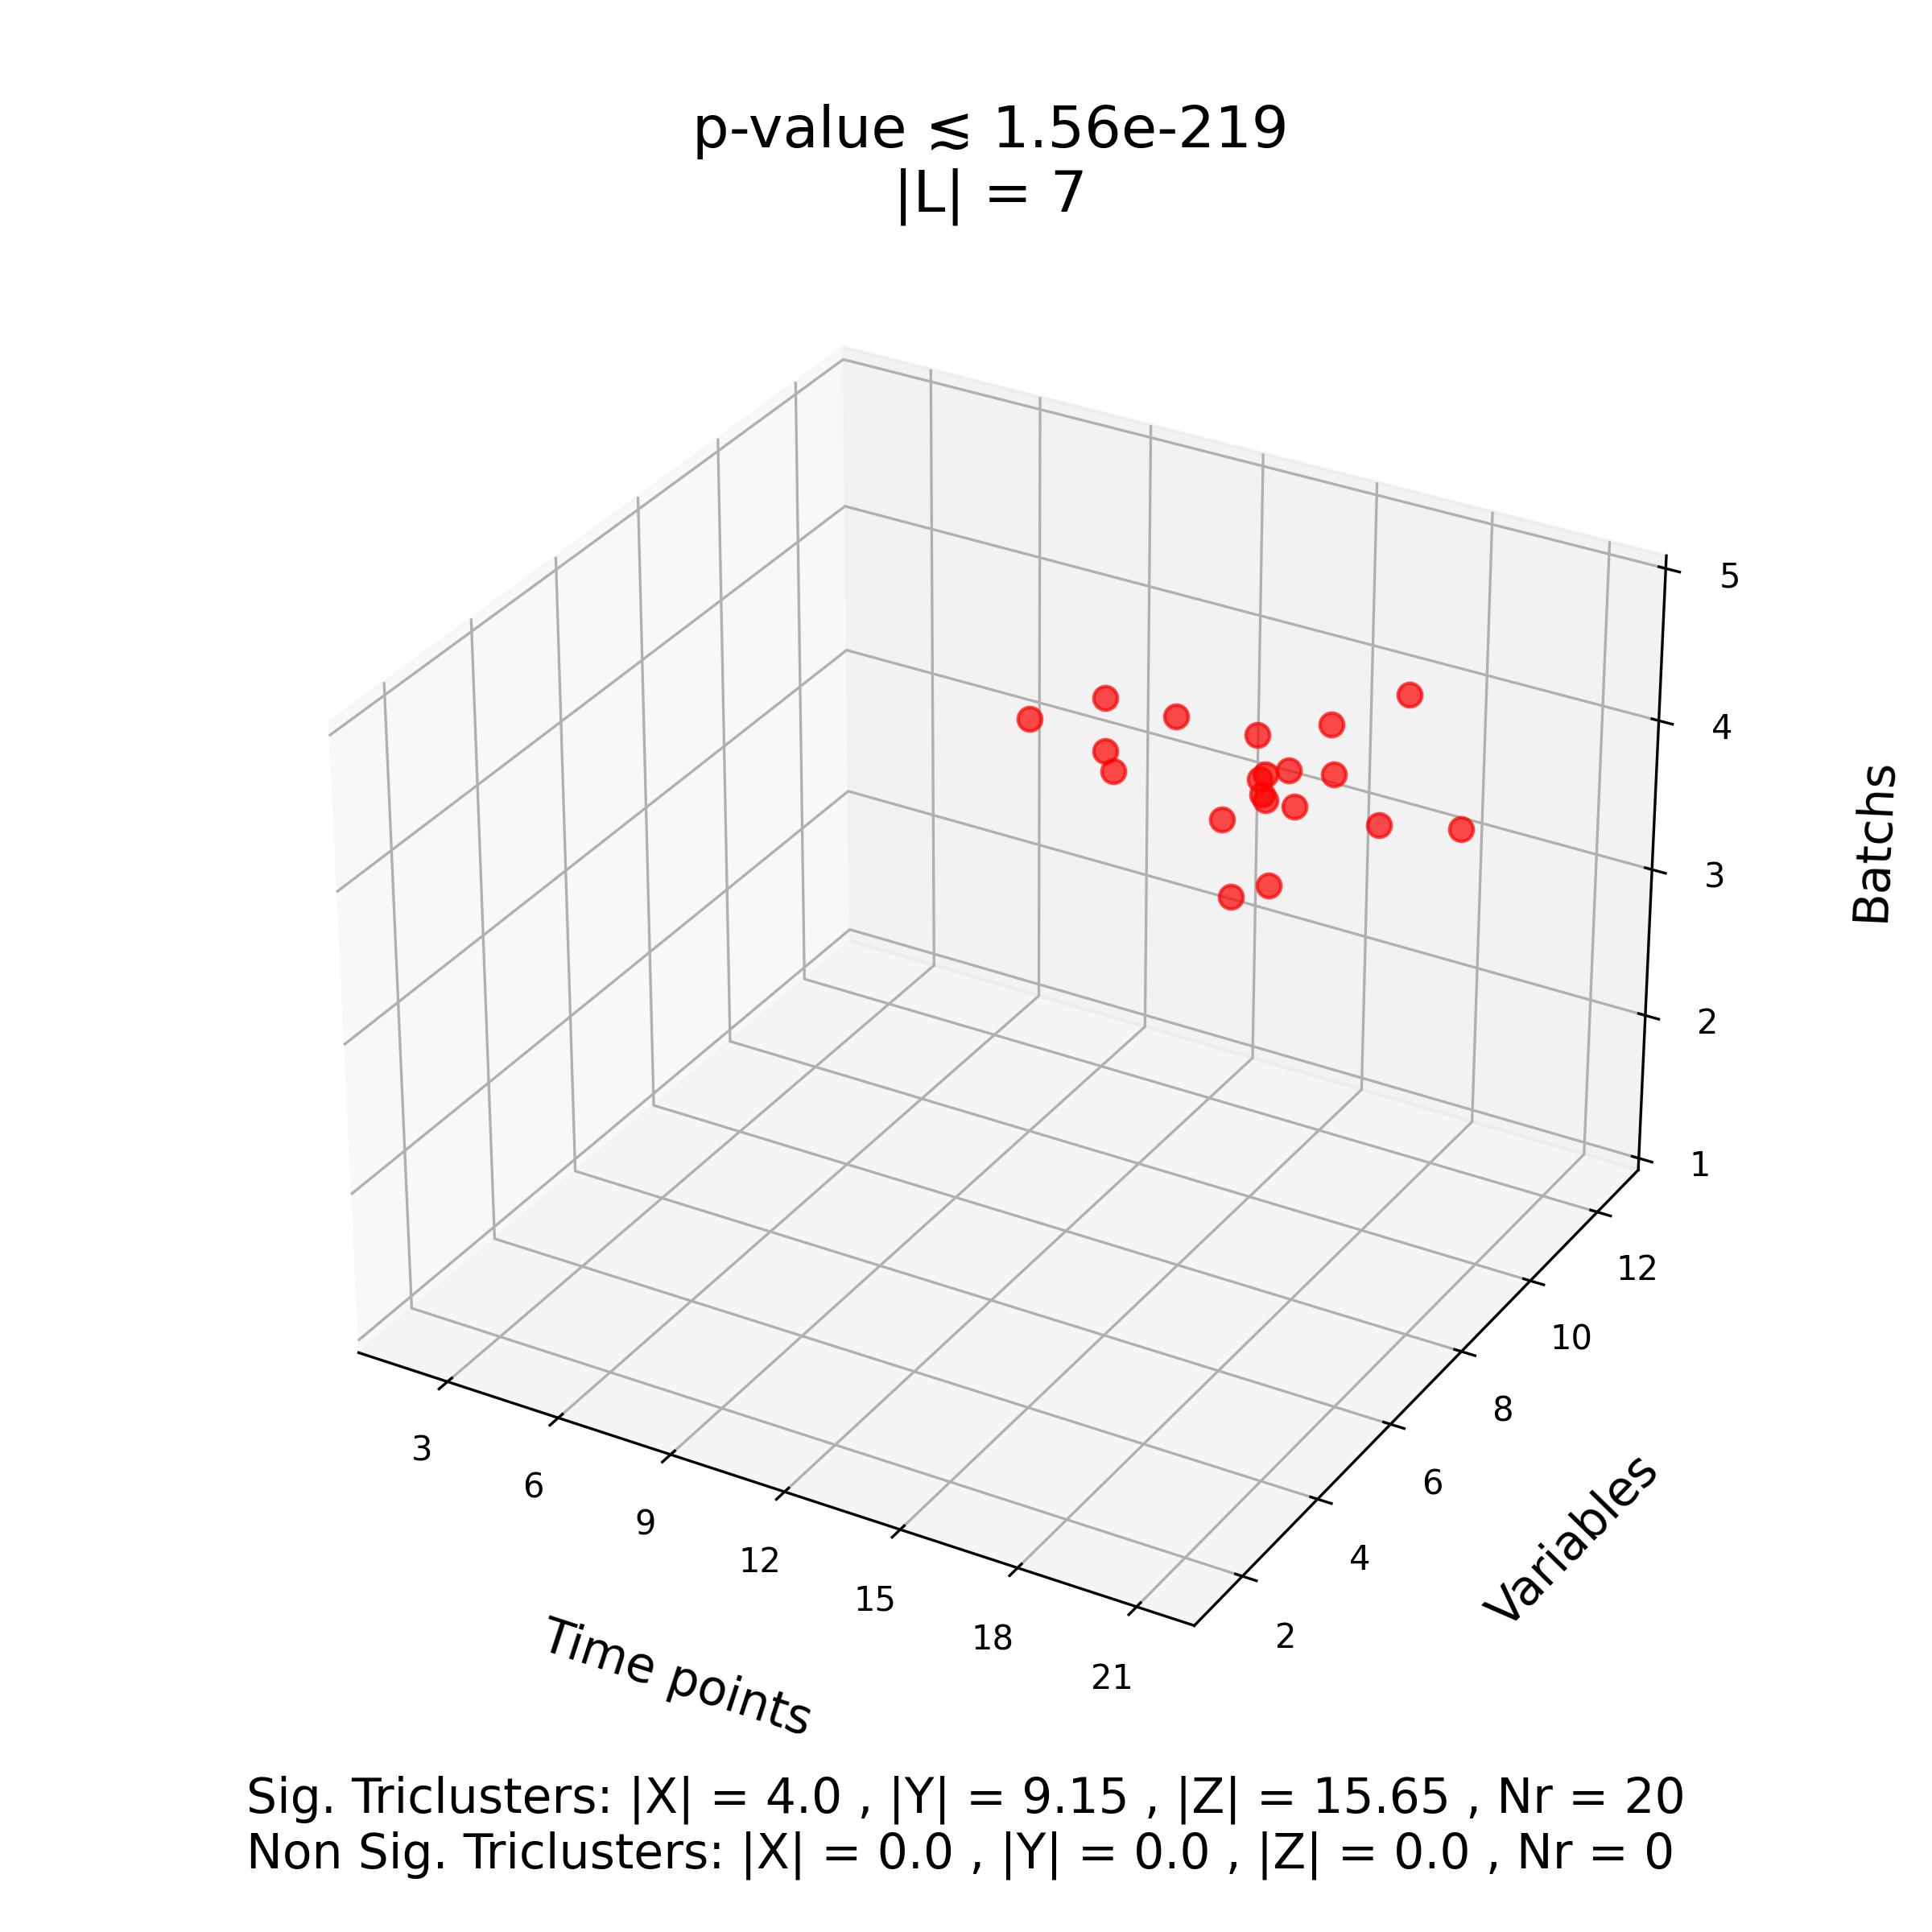 p-value ≲ 1.56e-219
|L| = 7
5
4
3
2
1
Batchs
12
10
8
6
4
2
Variables
3
6
9
12
15
18
21
Time points
Sig. Triclusters: |X| = 4.0 , |Y| = 9.15 , |Z| = 15.65 , Nr = 20
Non Sig. Triclusters: |X| = 0.0 , |Y| = 0.0 , |Z| = 0.0 , Nr = 0